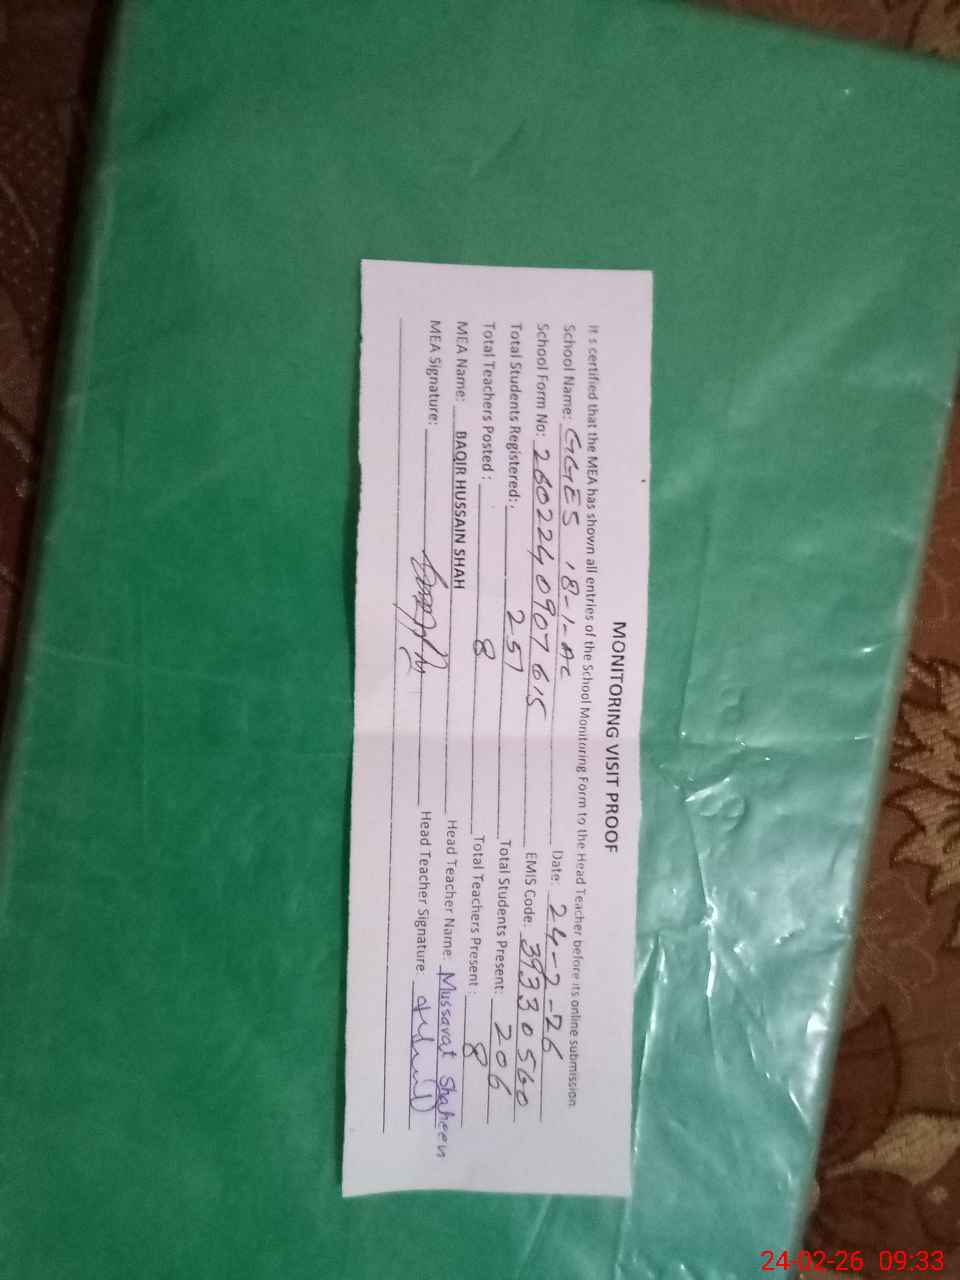 MONITORING VISIT PROOF
It s certified that the MEA has shown all entries of the School Monitoring Form to the Head Teacher before its online submission
School Name: GGES 18-1-AC Date: 24-2-26
School Form No: 2602240907615 EMIS Code: 39330560
Total Students Registered: 251 Total Students Present: 206
Total Teachers Posted : 8 Total Teachers Present : 8
MEA Name: BAQIR HUSSAIN SHAH Head Teacher Name: Mussarat Shaheen
MEA Signature: Head Teacher Signature
24-02-26 09:33